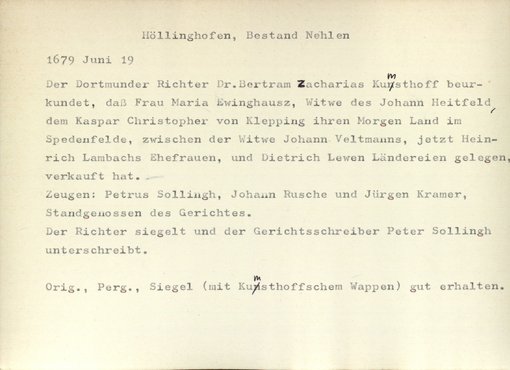 Höllinghofen, Bestand Nehlen
1679 Juni 19
Der Dortmunder Richter Dr.Bertram Zacharias Kumsthoff beur-
kundet, daß Frau Maria Ewinghausz, Witwe des Johann Heitfeld,
dem Kaspar Christopher von Klepping ihren Morgen Land im
Spedenfelde, zwischen der Witwe Johann Veltmanns, jetzt Hein-
rich Lambachs Ehefrauen, und Dietrich Lewen Ländereien gelegen,
verkauft hat.
Zeugen: Petrus Sollingh, Johann Rusche und Jürgen Kramer,
Standgenossen des Gerichtes.
Der Richter siegelt und der Gerichtsschreiber Peter Sollingh
unterschreibt.
Orig., Perg., Siegel (mit Kumsthoffschem Wappen) gut erhalten.